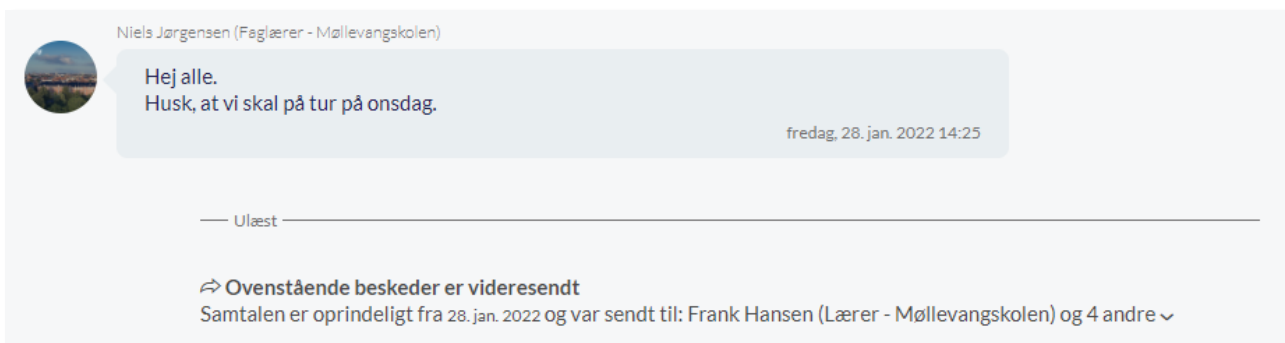 Niels Jørgensen (Faglærer - Møllevangskolen)
Hej alle.
Husk, at vi skal på tur på onsdag.
fredag, 28. jan. 2022 14:25
Ulæst
Ovenstående beskeder er videresendt
Samtalen er oprindeligt fra 28. jan. 2022 og var sendt til: Frank Hansen (Lærer - Møllevangskolen) og 4 andre